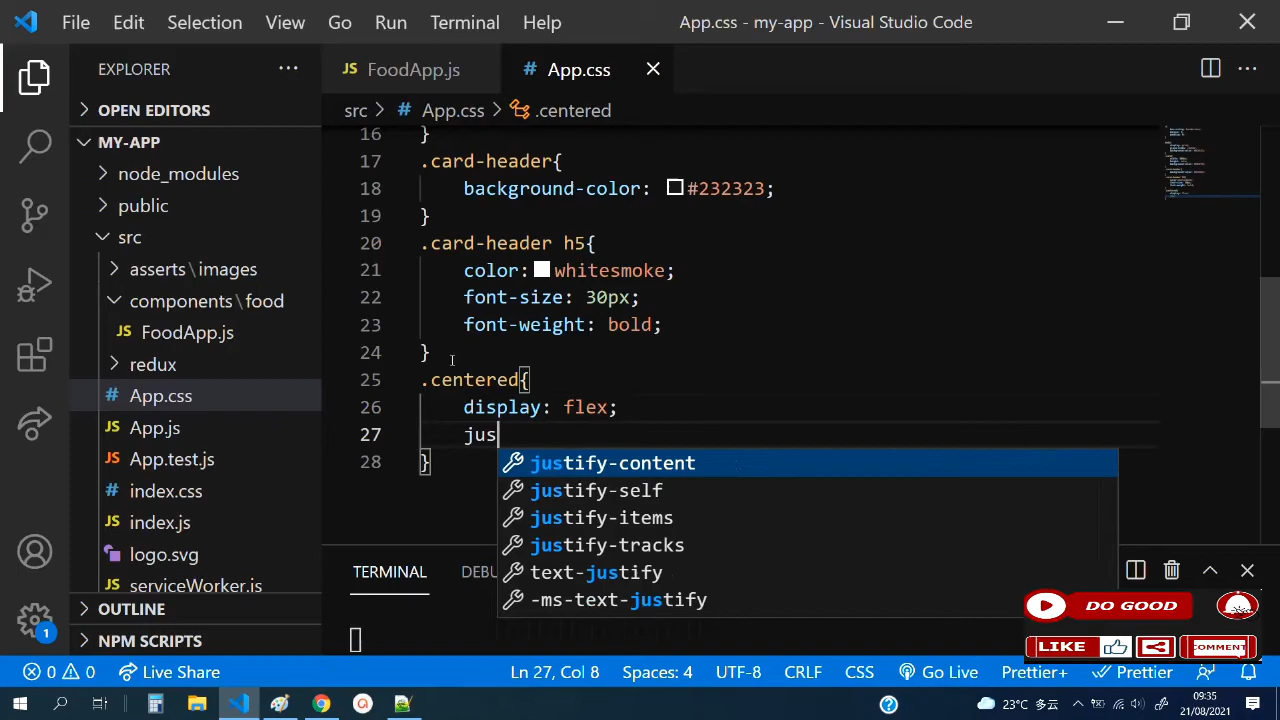 File Edit Selection View Go Run Help App.css - my-app - Visual Studio Code
EXPLORER
JS FoodApp.js # App.css
OPEN EDITORS
src > # App.css > .centered
MY-APP
node_modules
public
src
asserts\images
components\food
JS FoodApp.js
redux
# App.css
JS App.js
JS App.test.js
# index.css
JS index.js
logo.svg
JS serviceWorker.js
OUTLINE
NPM SCRIPTS
16 }
17 .card-header{
18 background-color: #232323;
19 }
20 .card-header h5{
21 color: whitesmoke;
22 font-size: 30px;
23 font-weight: bold;
24 }
25 .centered{
26 display: flex;
27 jus
28 }
justify-content
justify-self
justify-items
justify-tracks
text-justify
-ms-text-justify
TERMINAL DEBU
DO GOOD
LIKE COMMENT
1
0 0 Live Share Ln 27, Col 8 Spaces: 4 UTF-8 CRLF CSS Go Live Prettier+ Prettier
23°C 多云 09:35
21/08/2021